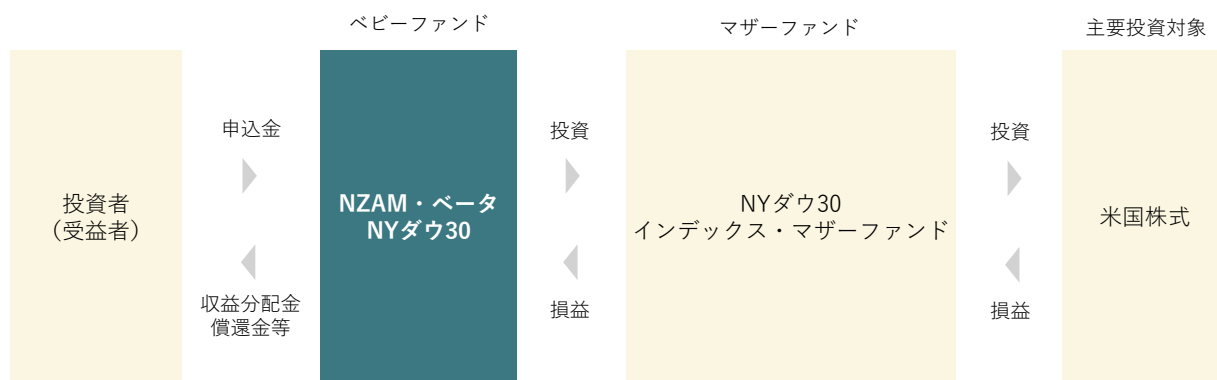 ベビーファンド
マザーファンド
主要投資対象
投資者
（受益者）
申込金
収益分配金
償還金等
NZAM・ベータ
NYダウ30
投資
損益
NYダウ30
インデックス・マザーファンド
投資
損益
米国株式